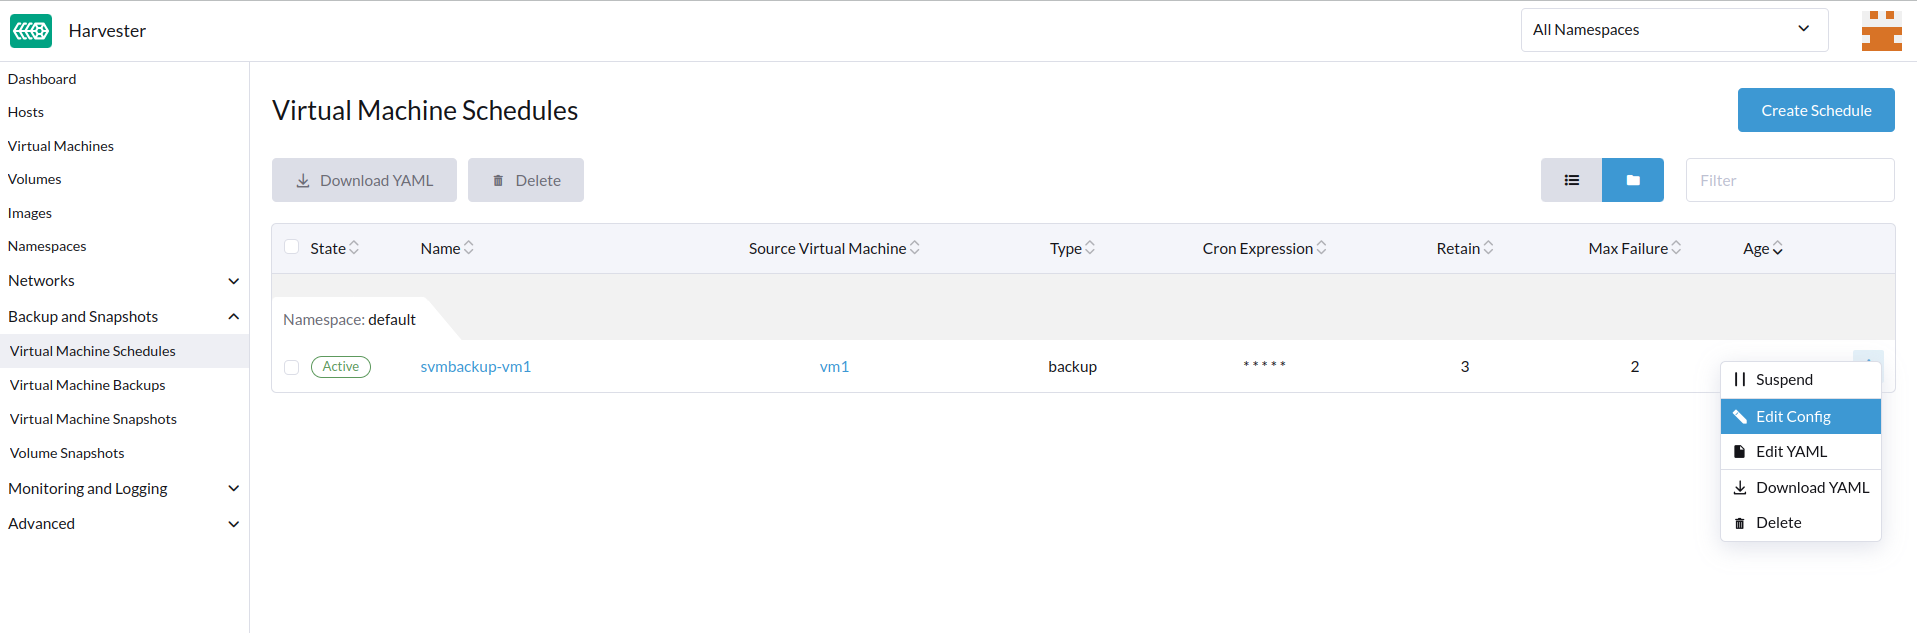 Harvester
All Namespaces
Dashboard
Hosts
Virtual Machines
Volumes
Images
Namespaces
Networks
Backup and Snapshots
Virtual Machine Schedules
Virtual Machine Backups
Virtual Machine Snapshots
Volume Snapshots
Monitoring and Logging
Advanced
Virtual Machine Schedules
Create Schedule
Download YAML
Delete
Filter
State Name Source Virtual Machine Type Cron Expression Retain Max Failure Age
Namespace: default
Active svmbackup-vm1 vm1 backup * * * * * 3 2
Suspend
Edit Config
Edit YAML
Download YAML
Delete